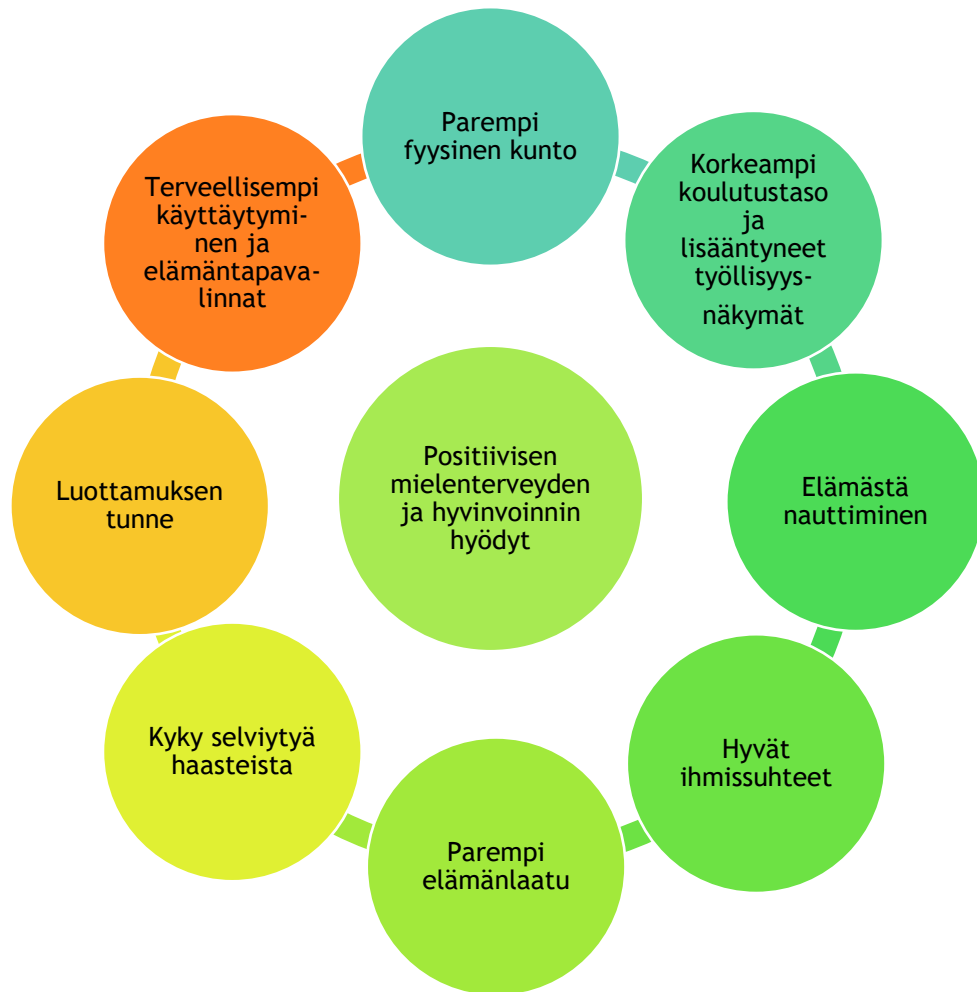 Parempi
fyysinen kunto
Korkeampi
koulutustaso
ja
lisääntyneet
työllisyys-
näkymät
Elämästä
nauttiminen
Hyvät
ihmissuhteet
Parempi
elämänlaatu
Kyky selviytyä
haasteista
Luottamuksen
tunne
Terveellisempi
käyttäytymi-
nen ja
elämäntapava-
linnat
Positiivisen
mielenterveyden
ja hyvinvoinnin
hyödyt